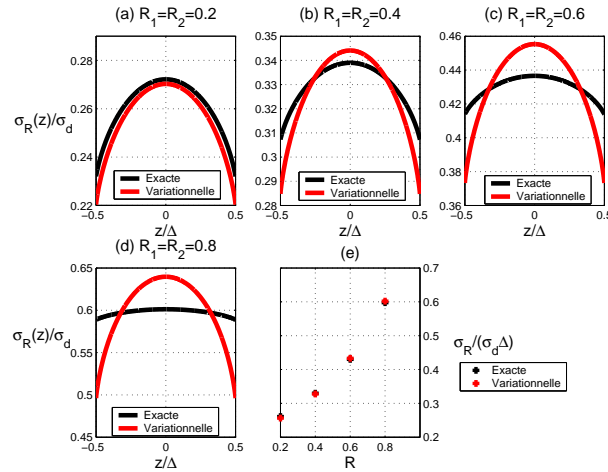 (a) R₁=R₂=0.2
(b) R₁=R₂=0.4
(c) R₁=R₂=0.6
σ_R(z)/σ_d
0.28
0.26
0.24
0.22
Exacte
Variationnelle
−0.5 0 0.5
z/Δ
0.35
0.34
0.33
0.32
0.31
0.3
0.29
0.28
Exacte
Variationnelle
−0.5 0 0.5
z/Δ
0.46
0.44
0.42
0.4
0.38
0.36
Exacte
Variationnelle
−0.5 0 0.5
z/Δ
(d) R₁=R₂=0.8
(e)
σ_R(z)/σ_d
0.65
0.6
0.55
0.5
0.45
Exacte
Variationnelle
−0.5 0 0.5
z/Δ
0.7
0.6
0.5
0.4
0.3
0.2
0.2 0.4 0.6 0.8
R
σ_R/(σ_dΔ)
Exacte
Variationnelle